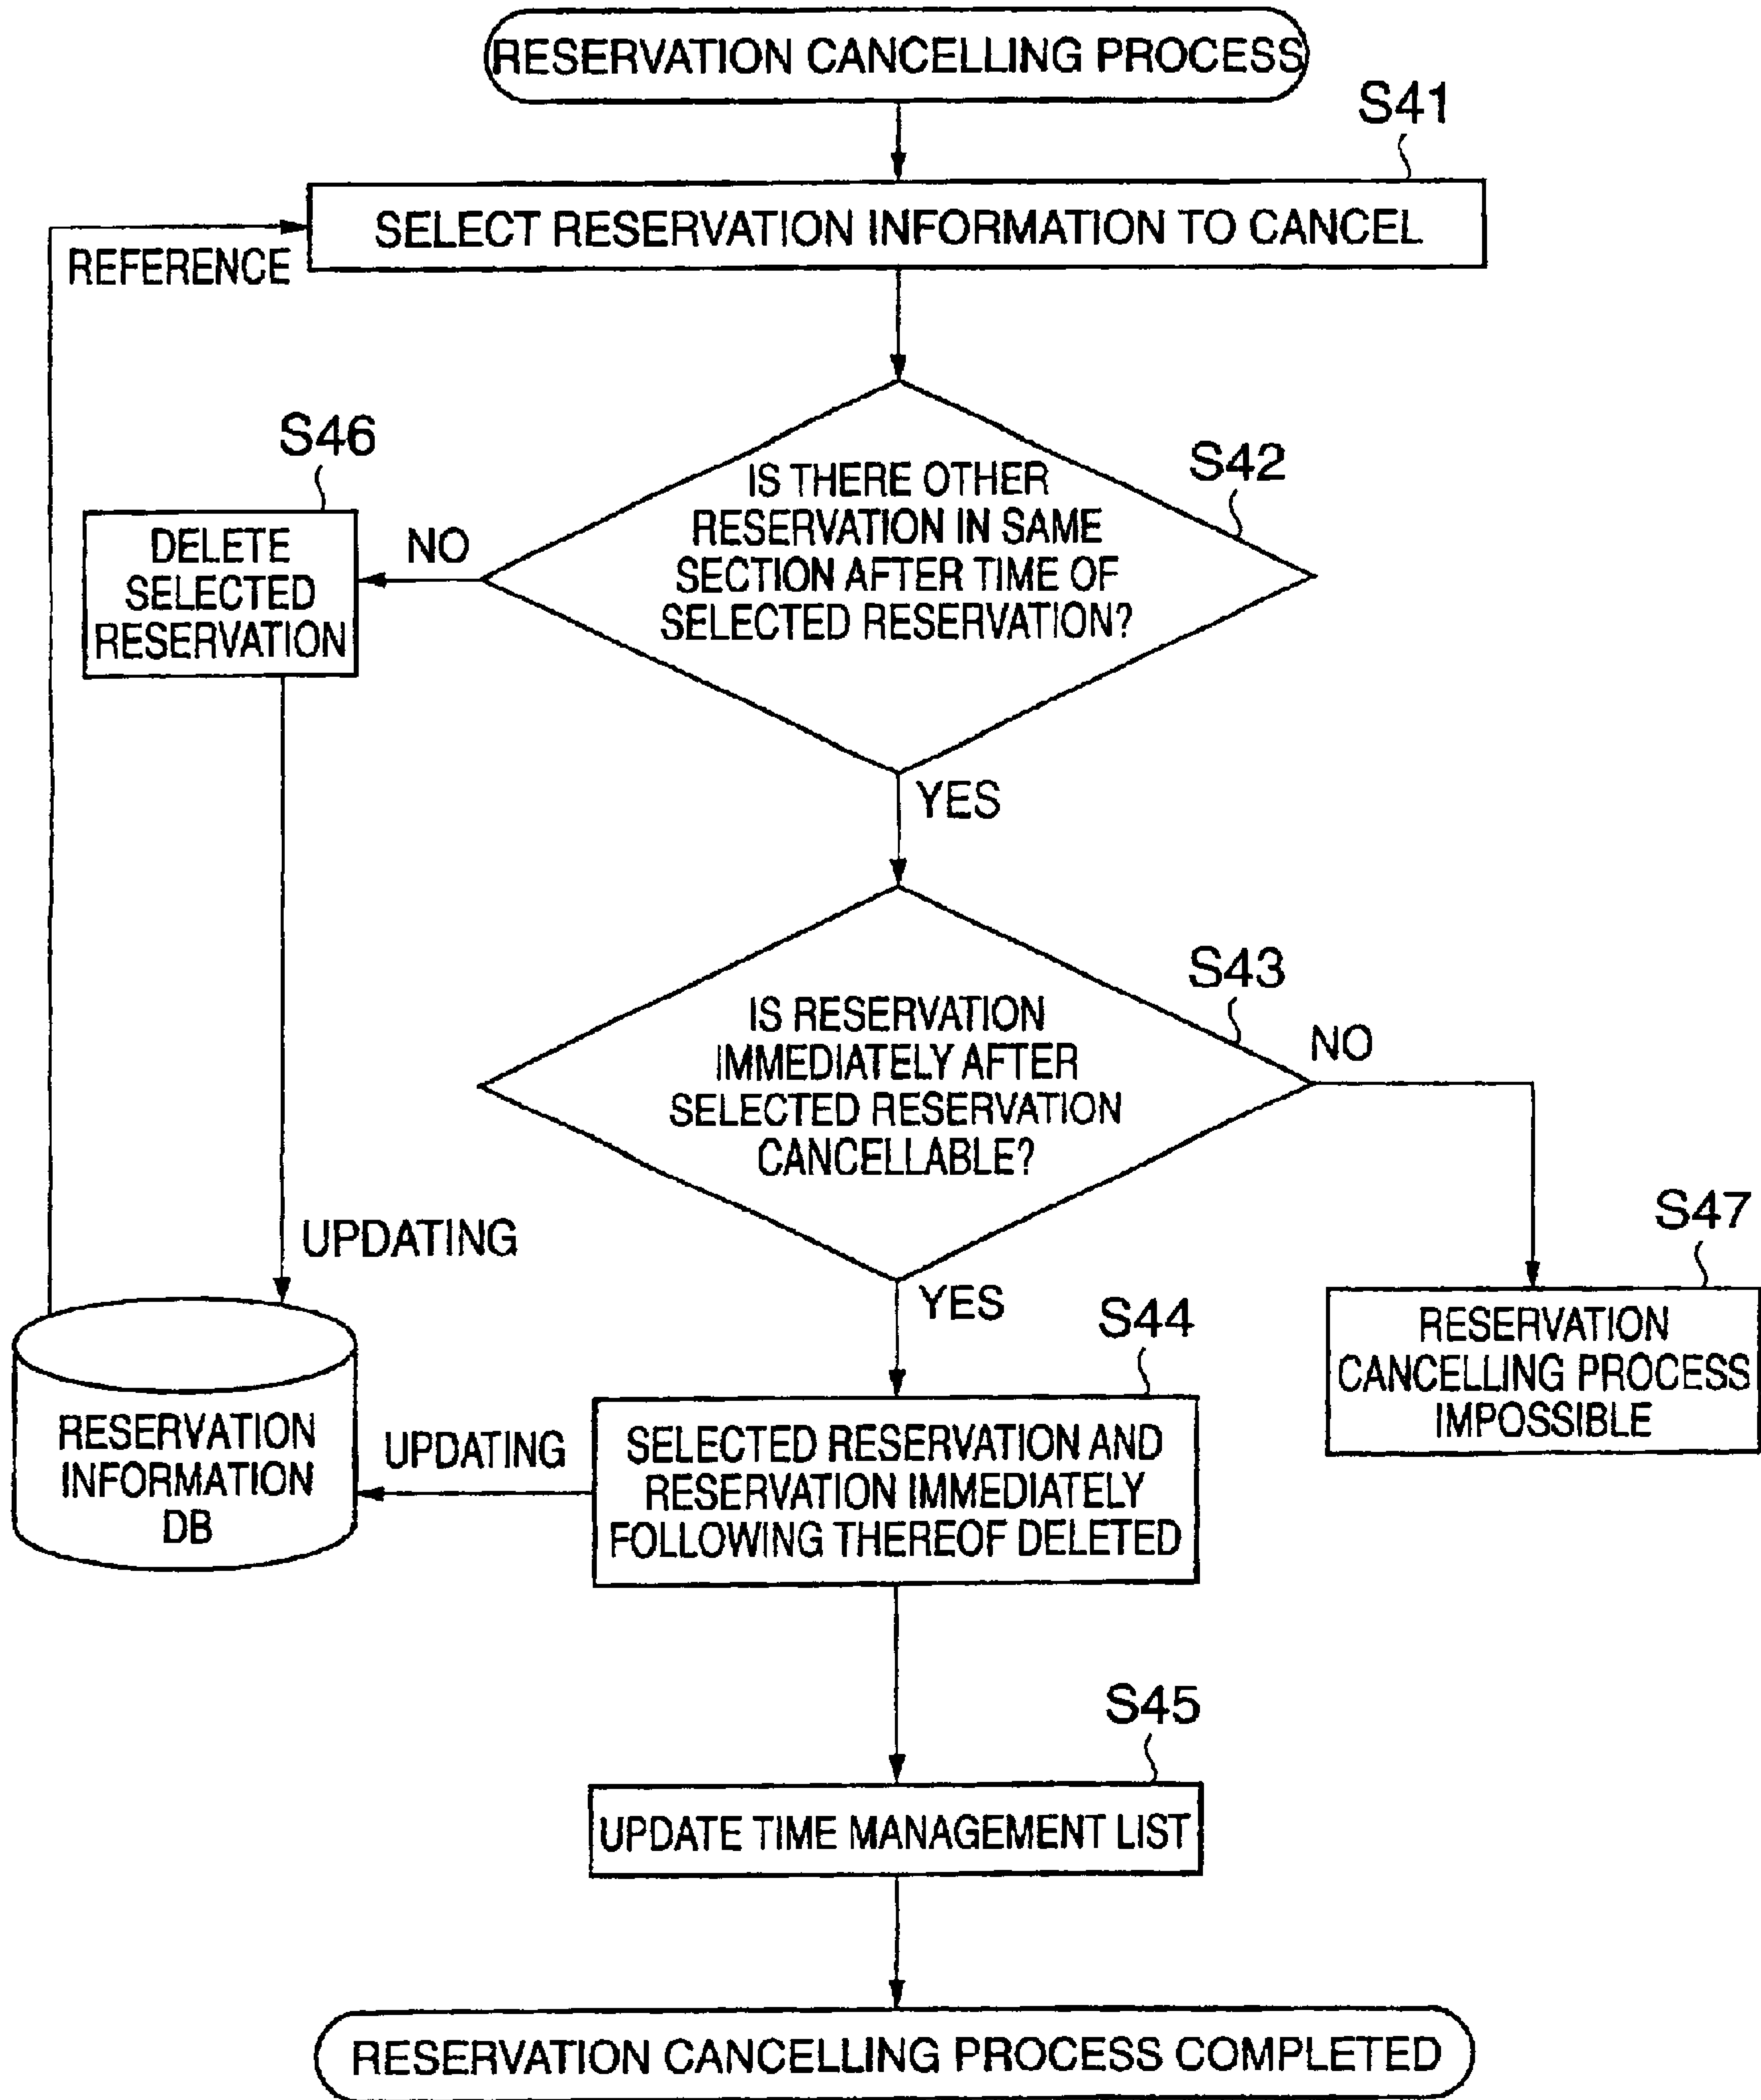 RESERVATION CANCELLING PROCESS
S41
SELECT RESERVATION INFORMATION TO CANCEL
REFERENCE
S46
DELETE
SELECTED
RESERVATION
NO
S42
IS THERE OTHER
RESERVATION IN SAME
SECTION AFTER TIME OF
SELECTED RESERVATION?
YES
S43
IS RESERVATION
IMMEDIATELY AFTER
SELECTED RESERVATION
CANCELLABLE?
NO
UPDATING
YES
S47
RESERVATION
CANCELLING PROCESS
IMPOSSIBLE
S44
SELECTED RESERVATION AND
RESERVATION IMMEDIATELY
FOLLOWING THEREOF DELETED
UPDATING
RESERVATION
INFORMATION
DB
S45
UPDATE TIME MANAGEMENT LIST
RESERVATION CANCELLING PROCESS COMPLETED